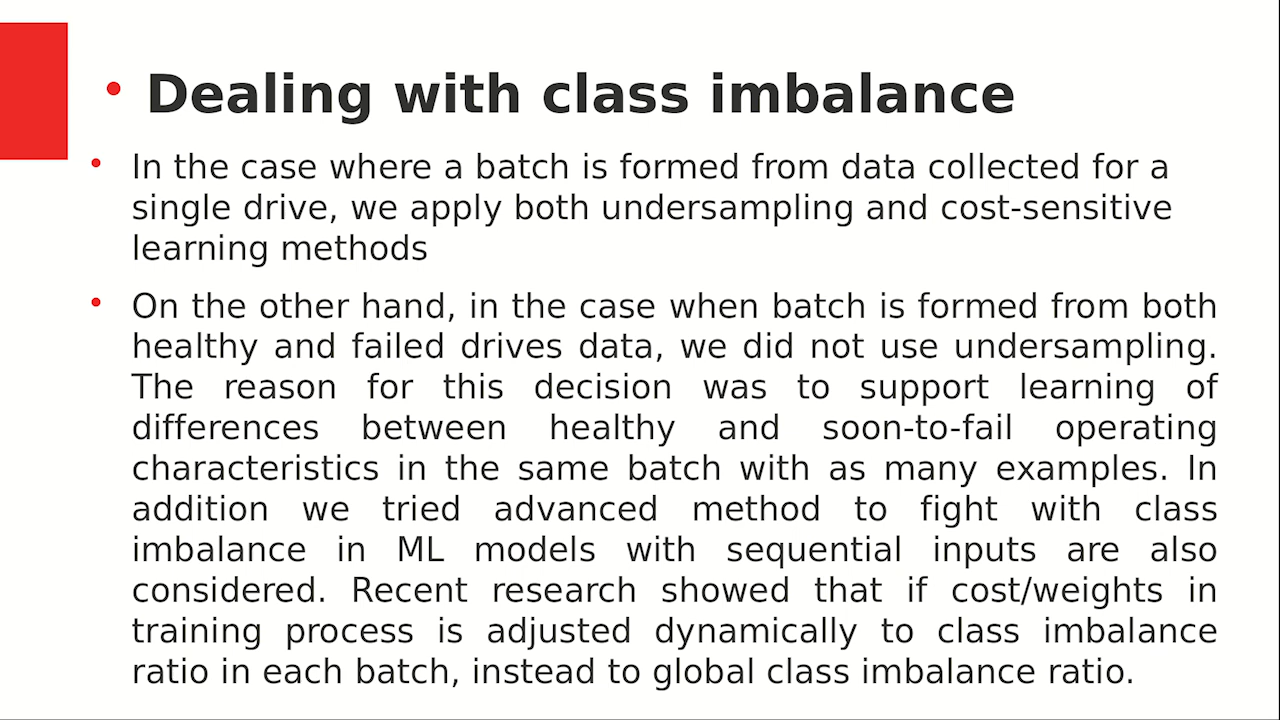 • Dealing with class imbalance
• In the case where a batch is formed from data collected for a
single drive, we apply both undersampling and cost-sensitive
learning methods
• On the other hand, in the case when batch is formed from both
healthy and failed drives data, we did not use undersampling.
The reason for this decision was to support learning of
differences between healthy and soon-to-fail operating
characteristics in the same batch with as many examples. In
addition we tried advanced method to fight with class
imbalance in ML models with sequential inputs are also
considered. Recent research showed that if cost/weights in
training process is adjusted dynamically to class imbalance
ratio in each batch, instead to global class imbalance ratio.